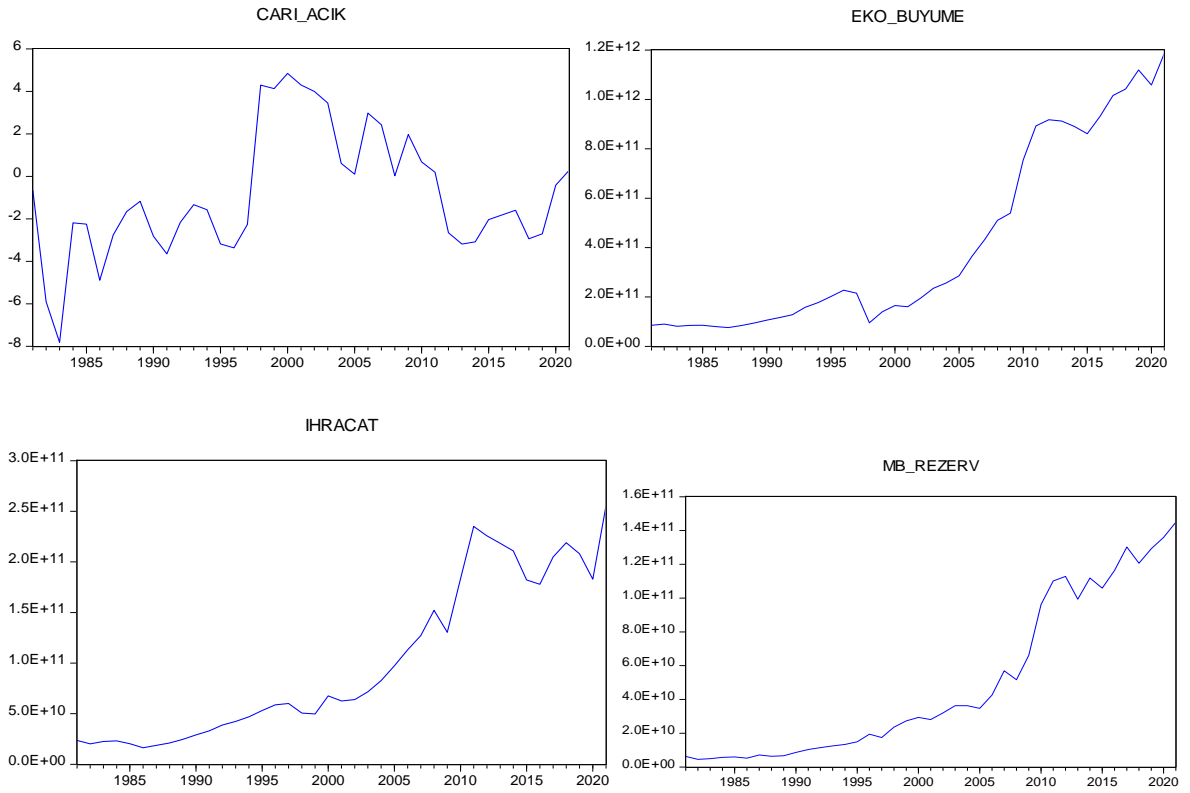 CARI_ACIK
6
4
2
0
-2
-4
-6
-8
1985 1990 1995 2000 2005 2010 2015 2020
EKO_BUYUME
1.2E+12
1.0E+12
8.0E+11
6.0E+11
4.0E+11
2.0E+11
0.0E+00
1985 1990 1995 2000 2005 2010 2015 2020
IHRACAT
3.0E+11
2.5E+11
2.0E+11
1.5E+11
1.0E+11
5.0E+10
0.0E+00
1985 1990 1995 2000 2005 2010 2015 2020
MB_REZERV
1.6E+11
1.4E+11
1.2E+11
1.0E+11
8.0E+10
6.0E+10
4.0E+10
2.0E+10
0.0E+00
1985 1990 1995 2000 2005 2010 2015 2020